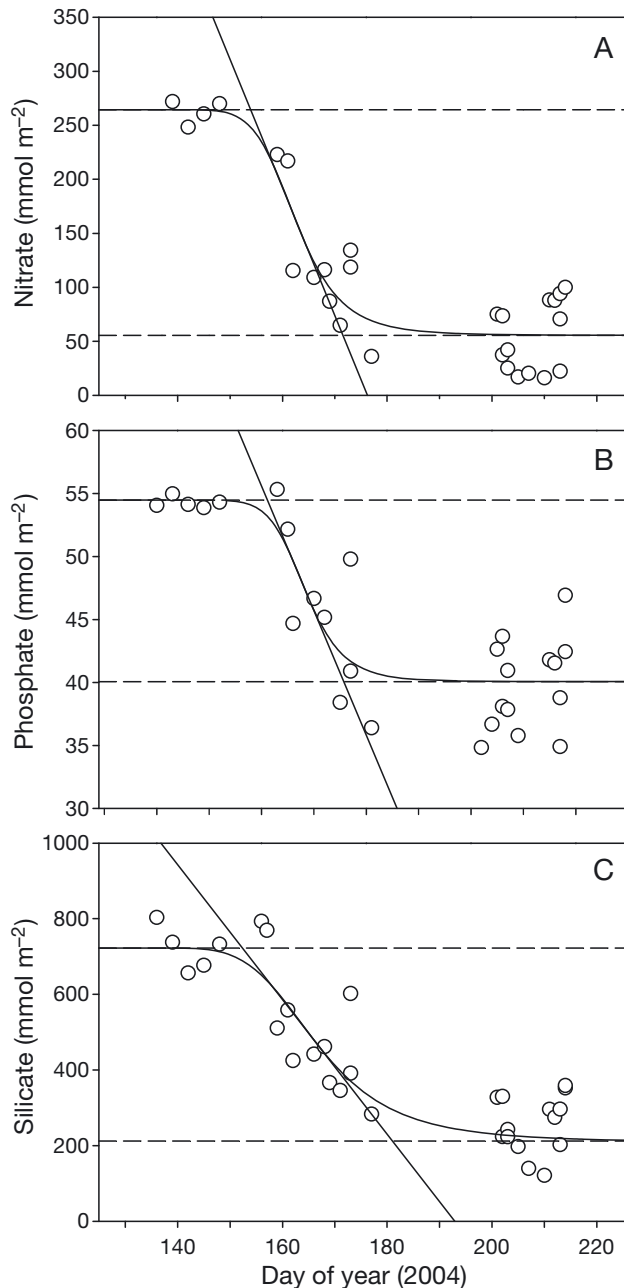 A
350
300
250
200
150
100
50
0
Nitrate (mmol m−2)
B
60
55
50
45
40
35
30
Phosphate (mmol m−2)
C
1000
800
600
400
200
0
Silicate (mmol m−2)
140 160 180 200 220
Day of year (2004)